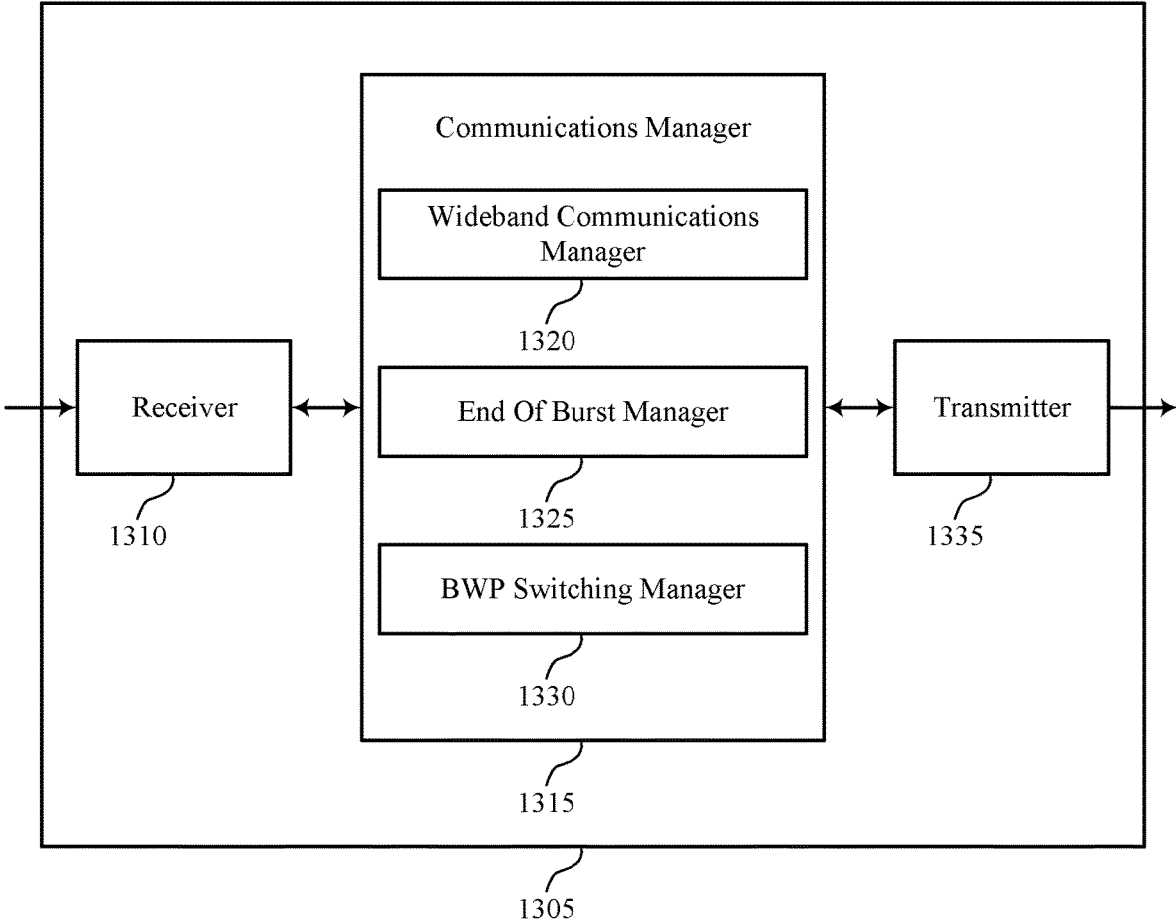 Communications Manager
Wideband Communications
Manager
1320
Receiver
1310
End Of Burst Manager
1325
Transmitter
1335
BWP Switching Manager
1330
1315
1305